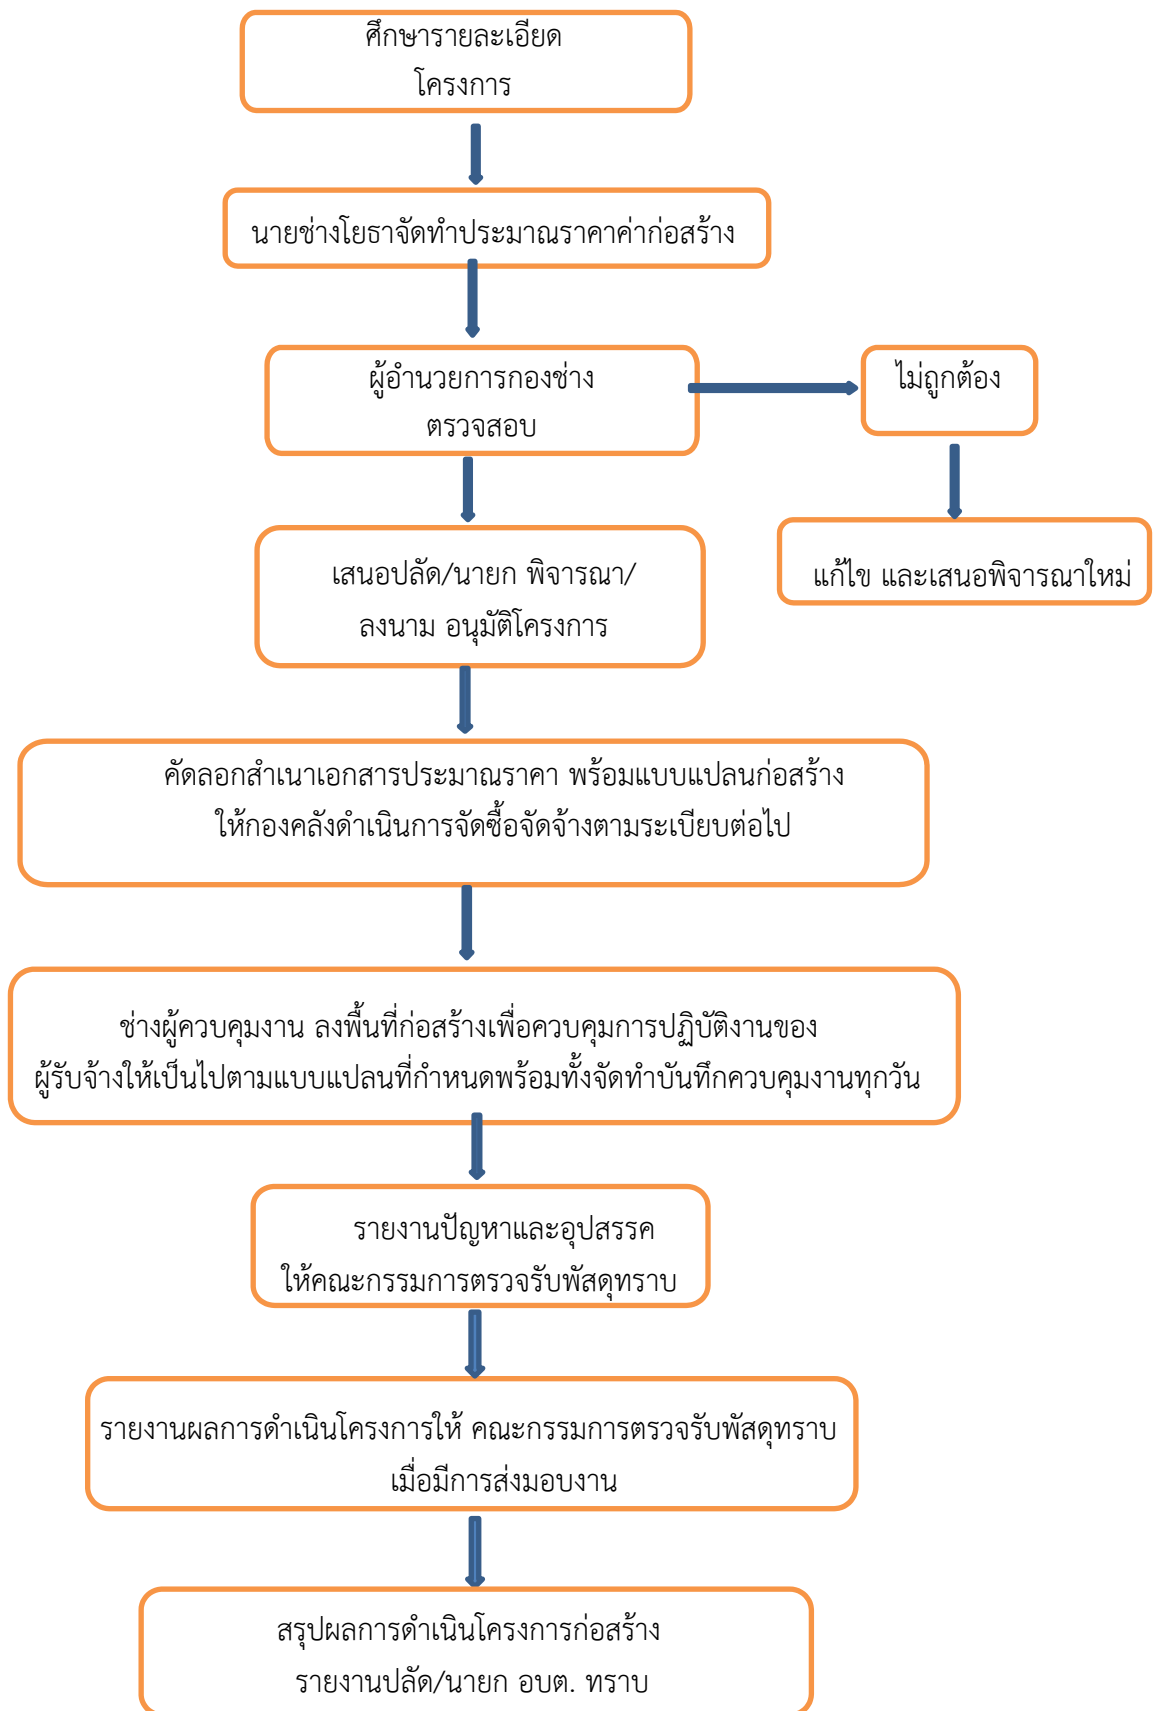 ศึกษารายละเอียด
โครงการ
นายช่างโยธาจัดทำประมาณราคาค่าก่อสร้าง
ผู้อำนวยการกองช่าง
ตรวจสอบ
ไม่ถูกต้อง
แก้ไข และเสนอพิจารณาใหม่
เสนอปลัด/นายก พิจารณา/
ลงนาม อนุมัติโครงการ
คัดลอกสำเนาเอกสารประมาณราคา พร้อมแบบแปลนก่อสร้าง
ให้กองคลังดำเนินการจัดซื้อจัดจ้างตามระเบียบต่อไป
ช่างผู้ควบคุมงาน ลงพื้นที่ก่อสร้างเพื่อควบคุมการปฏิบัติงานของ
ผู้รับจ้างให้เป็นไปตามแบบแปลนที่กำหนดพร้อมทั้งจัดทำบันทึกควบคุมงานทุกวัน
รายงานปัญหาและอุปสรรค
ให้คณะกรรมการตรวจรับพัสดุทราบ
รายงานผลการดำเนินโครงการให้ คณะกรรมการตรวจรับพัสดุทราบ
เมื่อมีการส่งมอบงาน
สรุปผลการดำเนินโครงการก่อสร้าง
รายงานปลัด/นายก อบต. ทราบ